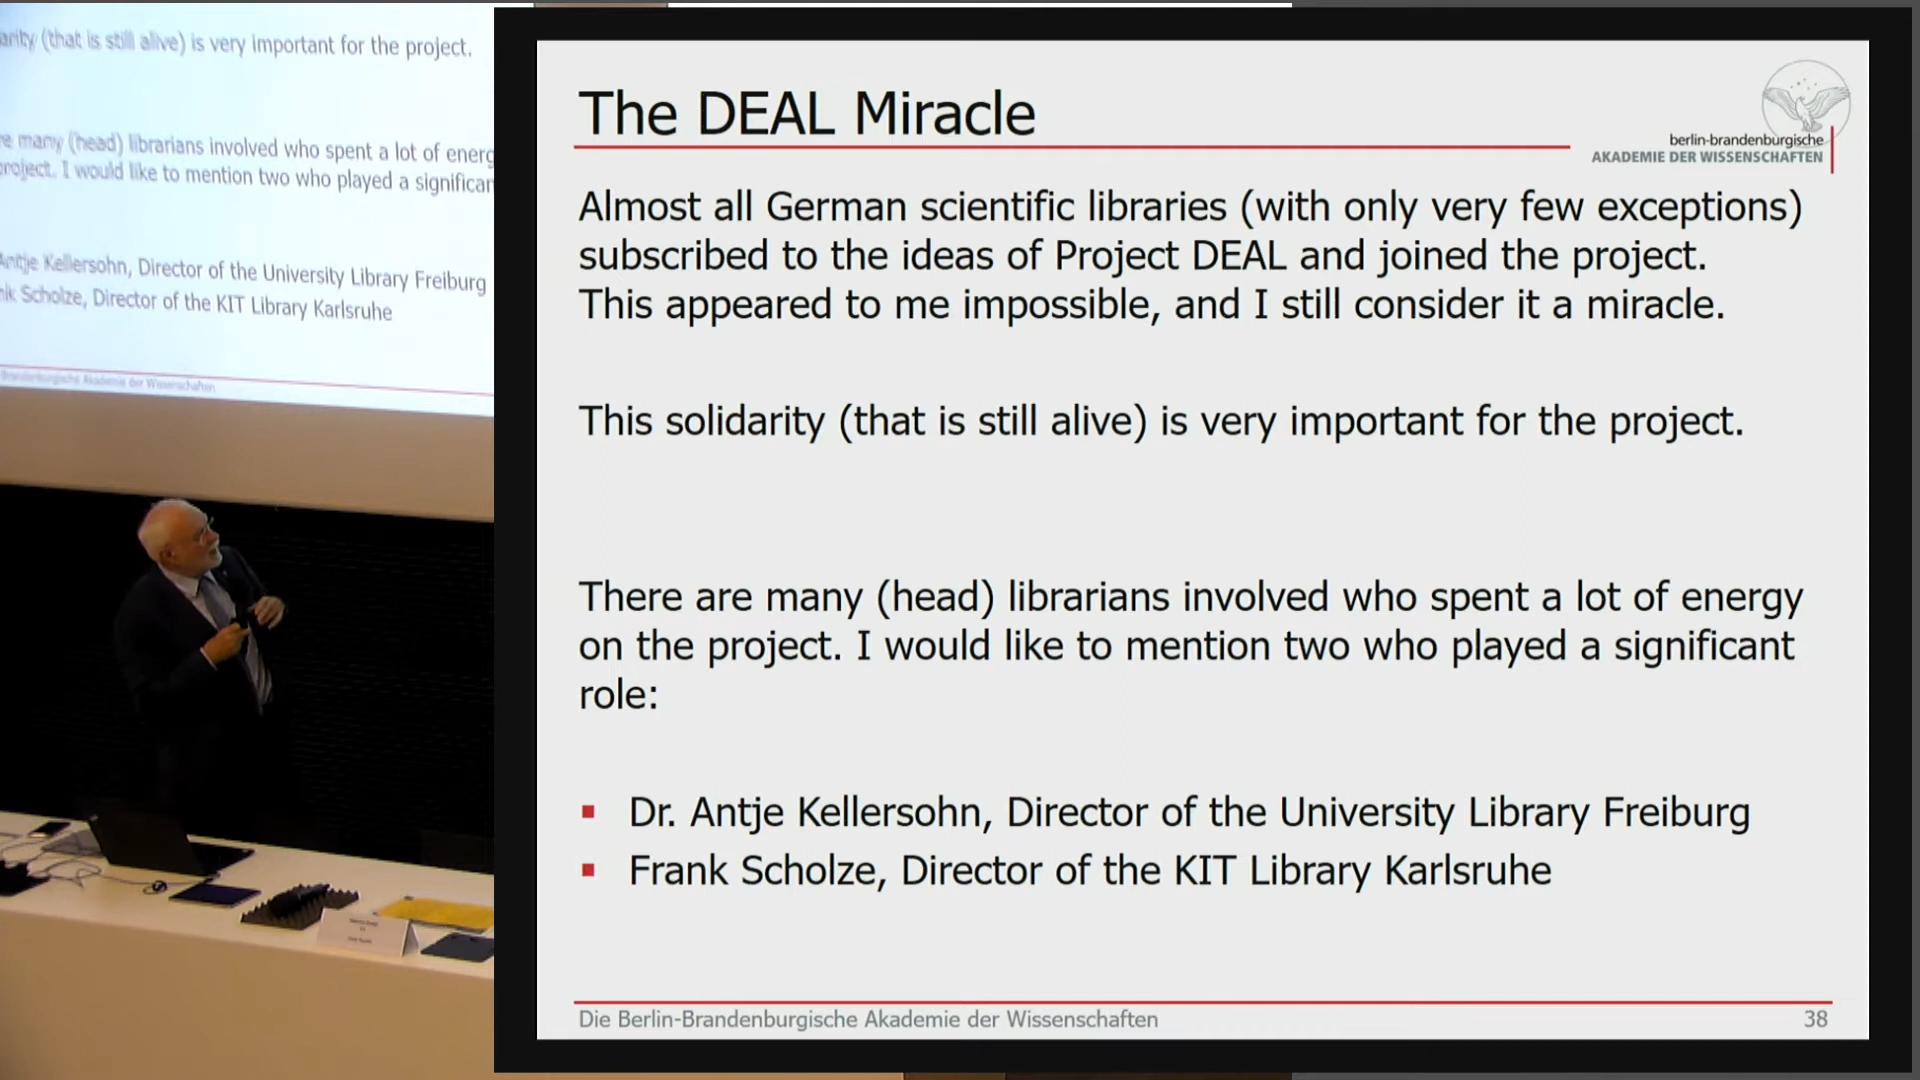 arity (that is still alive) is very important for the project.
re many (head) librarians involved who spent a lot of energ
project. I would like to mention two who played a significan
Antje Kellersohn, Director of the University Library Freiburg
nk Scholze, Director of the KIT Library Karlsruhe
Brandenburgische Akademie der Wissenschaften
The DEAL Miracle
berlin-brandenburgische
AKADEMIE DER WISSENSCHAFTEN
Almost all German scientific libraries (with only very few exceptions)
subscribed to the ideas of Project DEAL and joined the project.
This appeared to me impossible, and I still consider it a miracle.
This solidarity (that is still alive) is very important for the project.
There are many (head) librarians involved who spent a lot of energy
on the project. I would like to mention two who played a significant
role:
▪ Dr. Antje Kellersohn, Director of the University Library Freiburg
▪ Frank Scholze, Director of the KIT Library Karlsruhe
Die Berlin-Brandenburgische Akademie der Wissenschaften
38